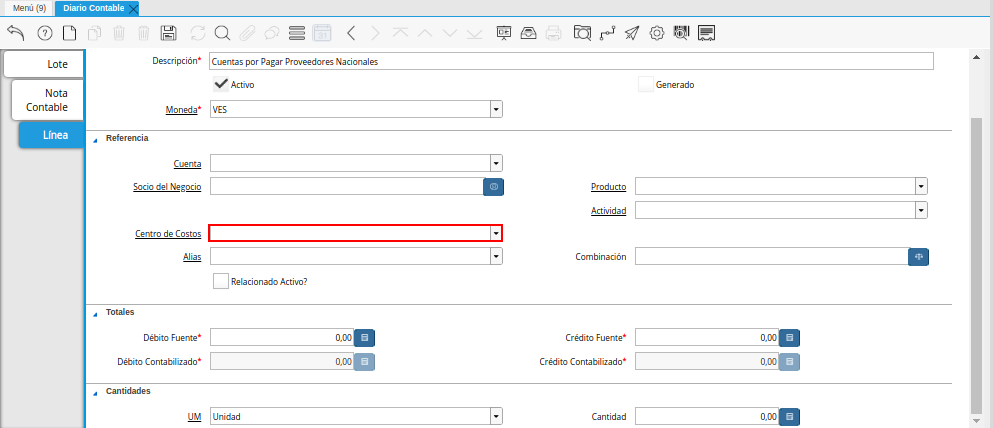 Menú (9) Diario Contable
Lote
Nota
Contable
Línea
Descripción* Cuentas por Pagar Proveedores Nacionales
Activo Generado
Moneda* VES
Referencia
Cuenta
Socio del Negocio Producto
Actividad
Centro de Costos
Alias Combinación
Relacionado Activo?
Totales
Débito Fuente* 0,00 Crédito Fuente* 0,00
Débito Contabilizado* 0,00 Crédito Contabilizado* 0,00
Cantidades
UM Unidad Cantidad 0,00